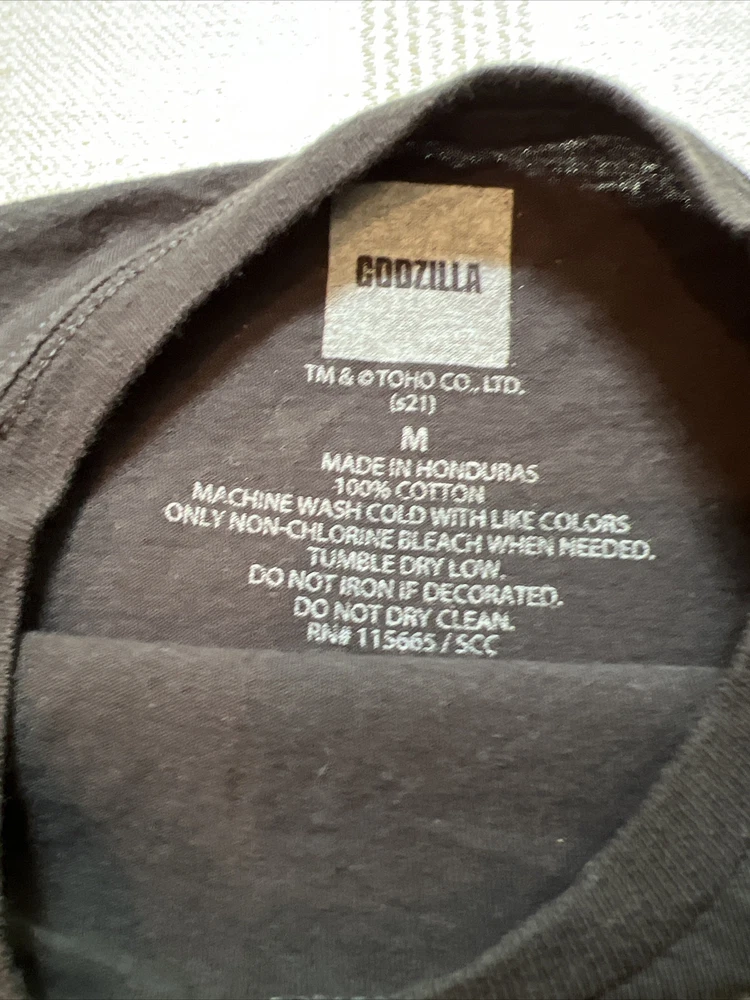 GODZILLA
TM & © TOHO CO., LTD.
(s21)
M
MADE IN HONDURAS
100% COTTON
MACHINE WASH COLD WITH LIKE COLORS
ONLY NON-CHLORINE BLEACH WHEN NEEDED.
TUMBLE DRY LOW.
DO NOT IRON IF DECORATED.
DO NOT DRY CLEAN.
RN# 115665 / SCC